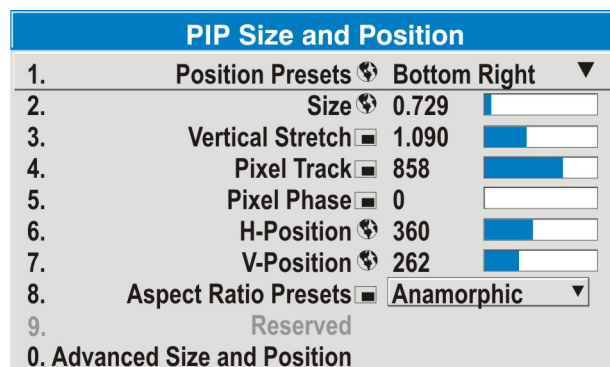 PIP Size and Position
1. Position Presets Bottom Right
2. Size 0.729
3. Vertical Stretch 1.090
4. Pixel Track 858
5. Pixel Phase 0
6. H-Position 360
7. V-Position 262
8. Aspect Ratio Presets Anamorphic
9. Reserved
0. Advanced Size and Position